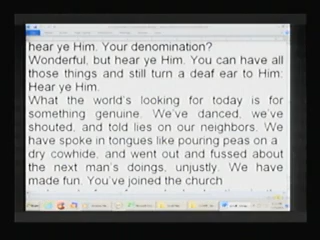 hear ye Him. Your denomination?
Wonderful, but hear ye Him. You can have all
those things and still turn a deaf ear to Him:
Hear ye Him.
What the world's looking for today is for
something genuine. We've danced, we've
shouted, and told lies on our neighbors. We
have spoken in tongues like pouring peas on a
dry cowhide, and went out and fussed about
the next man's doings, unjustly. We have
made fun. You've joined the church